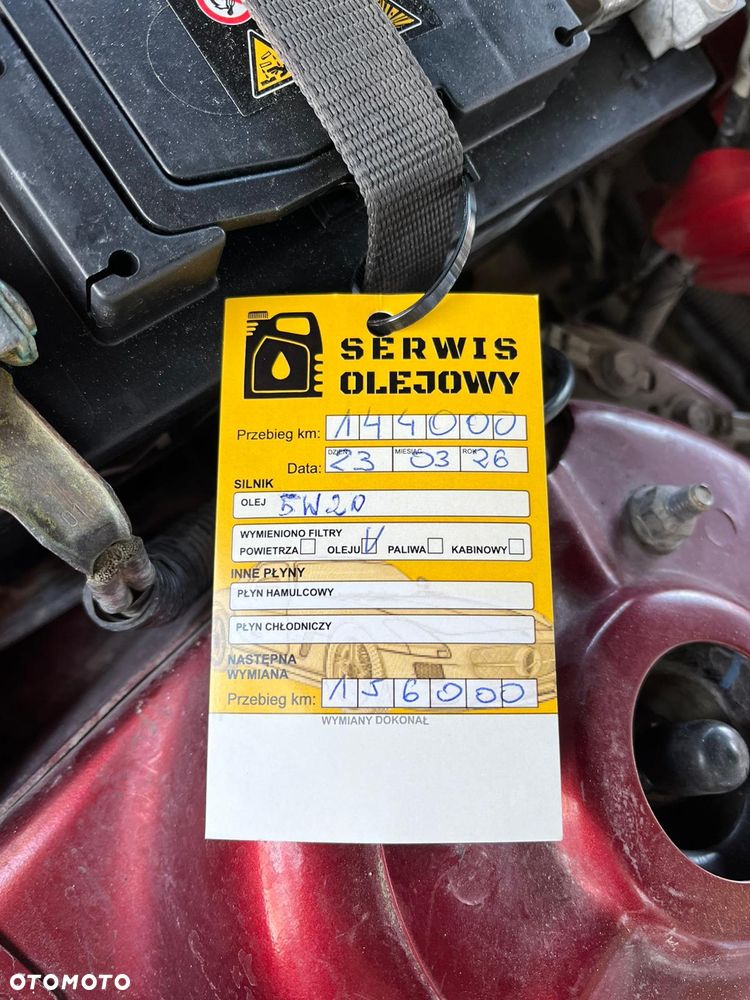 SERWIS
OLEJOWY
Przebieg km: 144000
DZIEŃ MIESIĄC ROK
Data: 23 03 26
SILNIK
OLEJ 5W20
WYMIENIONO FILTRY
POWIETRZA OLEJU PALIWA KABINOWY
INNE PŁYNY
PŁYN HAMULCOWY
PŁYN CHŁODNICZY
NASTĘPNA
WYMIANA
Przebieg km: 156000
WYMIANY DOKONAŁ
OTOMOTO